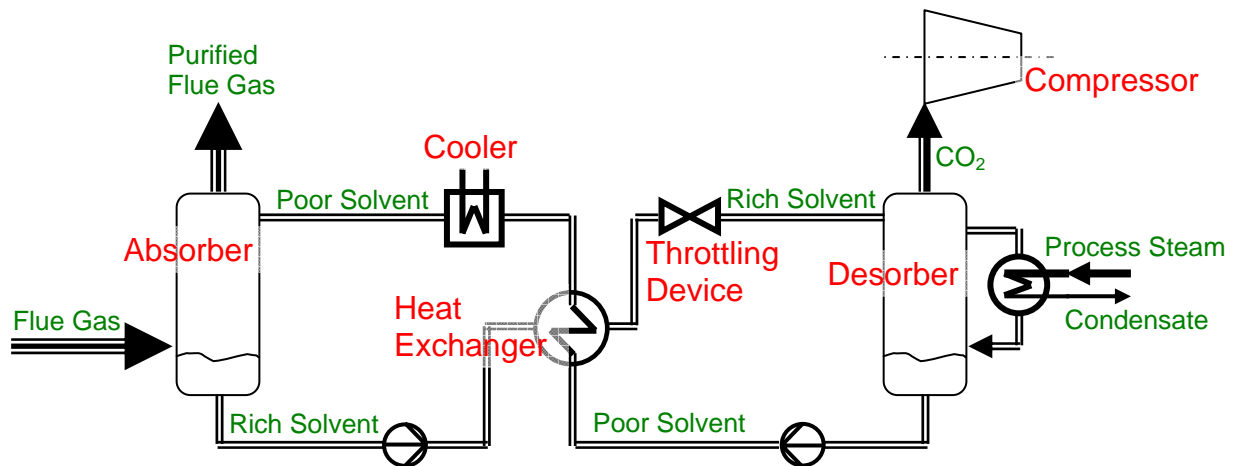 Purified
Flue Gas
Compressor
Cooler
CO₂
Poor Solvent
Rich Solvent
Absorber
Throttling
Device
Desorber
Process Steam
Heat
Exchanger
Flue Gas
Condensate
Rich Solvent
Poor Solvent